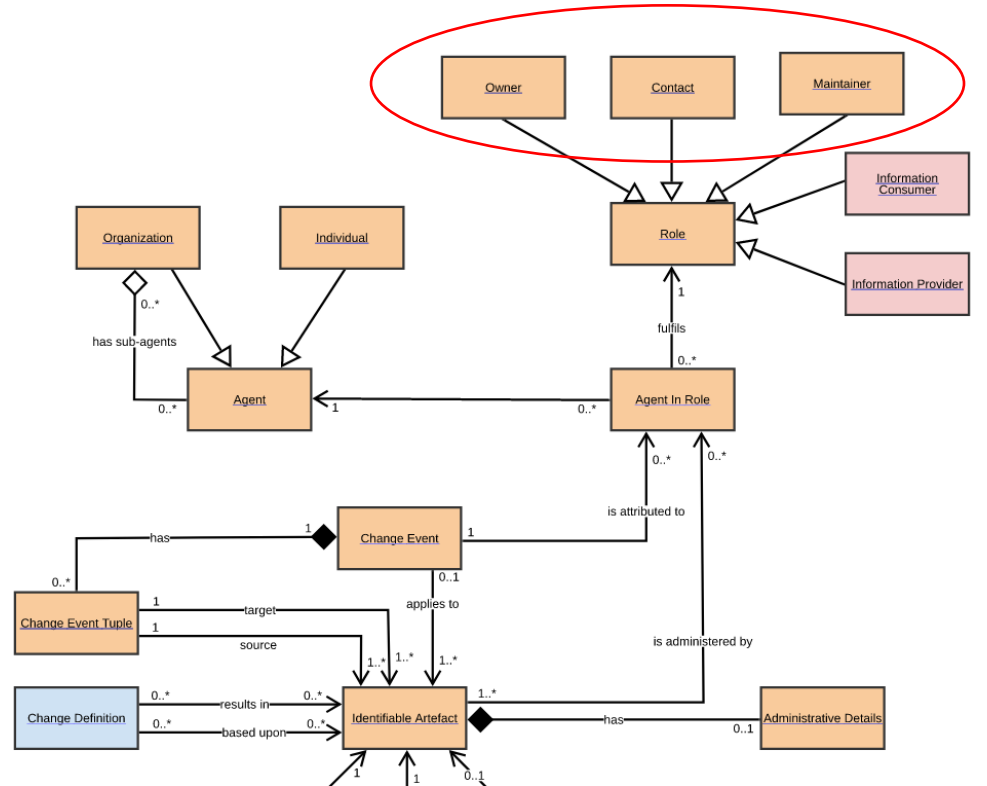 Owner
Contact
Maintainer
Information
Consumer
Organization
Individual
Role
Information Provider
0..*
1
has sub-agents
fulfils
0..*
Agent
Agent In Role
0..*
1
0..*
0..*
0..*
is attributed to
has
1
Change Event
1
0..*
0..1
Change Event Tuple
1
target
applies to
1
source
is administered by
1..*
1..*
1..*
Change Definition
0..*
results in
0..*
Identifiable Artefact
1..*
has
Administrative Details
0..*
based upon
0..*
0..1
1
1
0..1